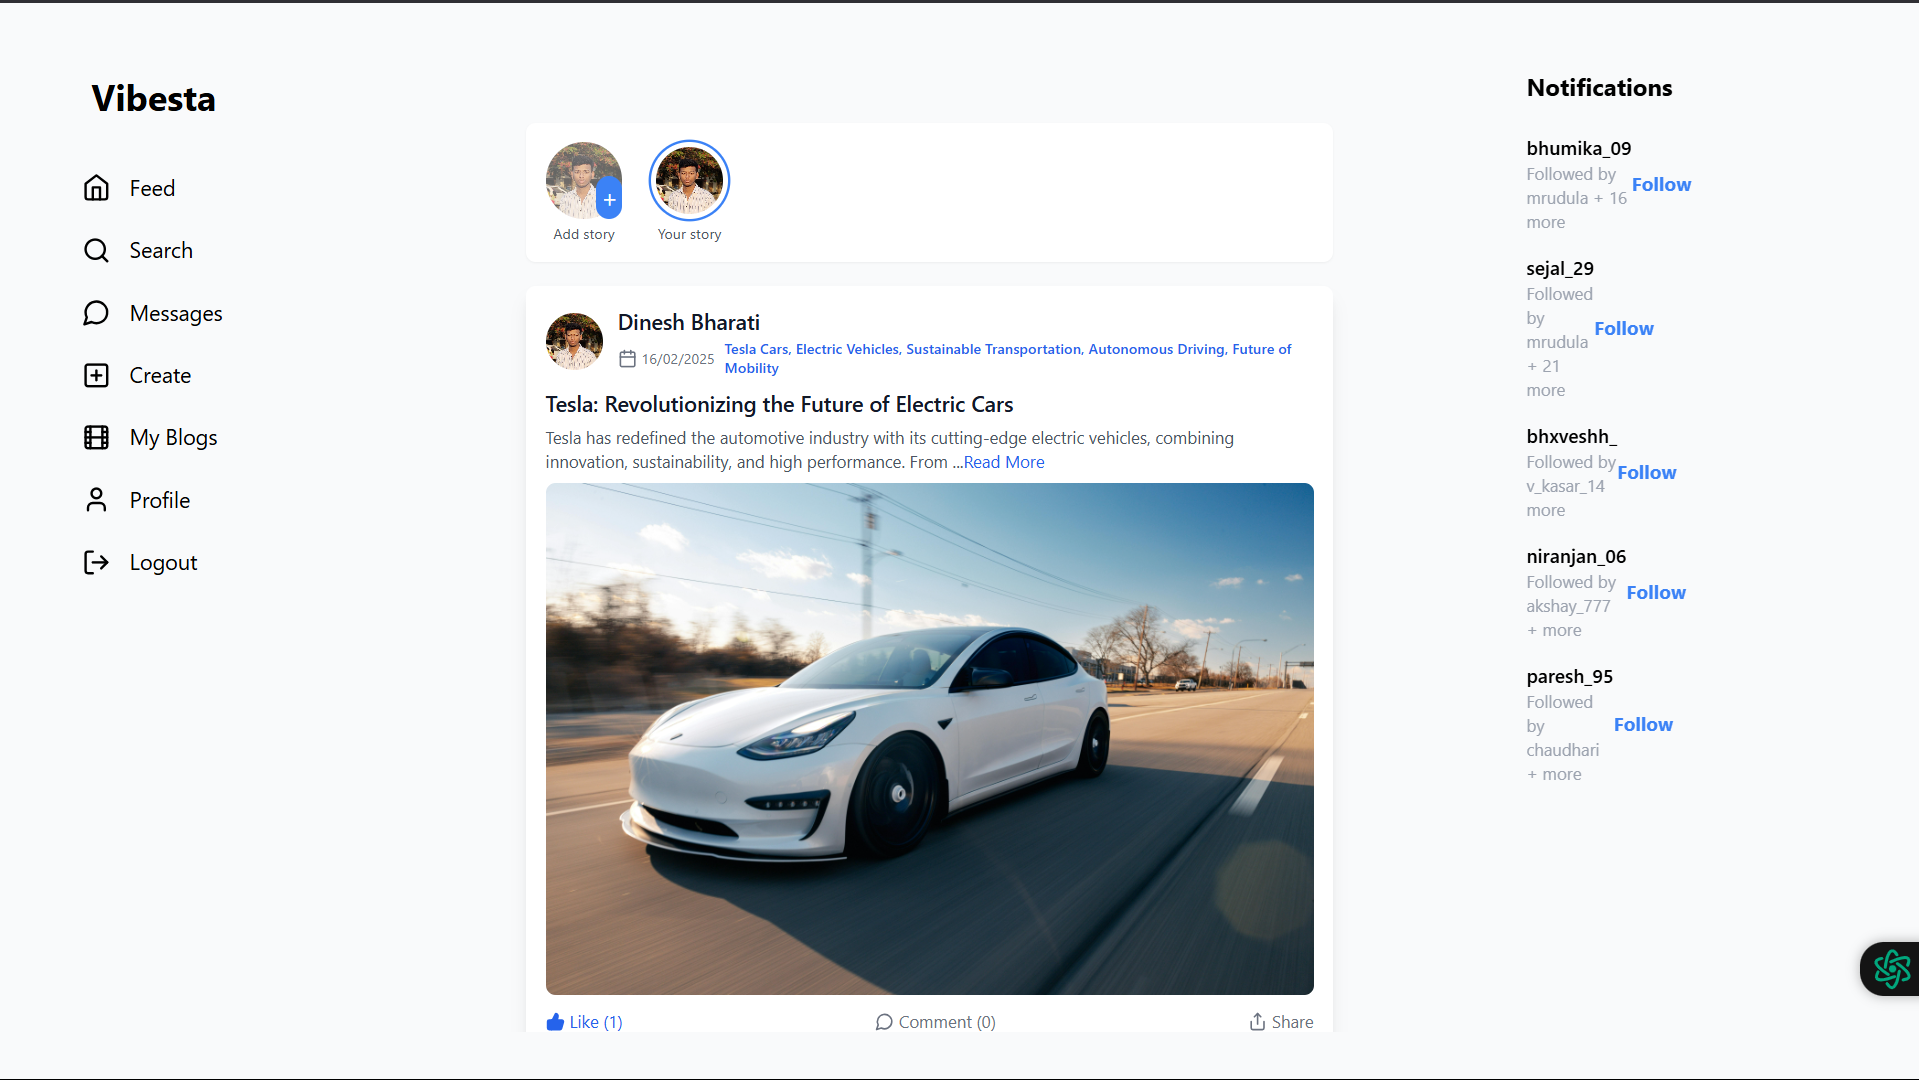 Vibesta
Feed
Search
Messages
Create
My Blogs
Profile
Logout
+
Add story
Your story
Dinesh Bharati
16/02/2025
Tesla Cars, Electric Vehicles, Sustainable Transportation, Autonomous Driving, Future of
Mobility
Tesla: Revolutionizing the Future of Electric Cars
Tesla has redefined the automotive industry with its cutting-edge electric vehicles, combining
innovation, sustainability, and high performance. From ...Read More
Like (1)
Comment (0)
Share
Notifications
bhumika_09
Followed by
mrudula + 16
more
Follow
sejal_29
Followed
by
mrudula
+ 21
more
Follow
bhxveshh_
Followed by
v_kasar_14
more
Follow
niranjan_06
Followed by
akshay_777
+ more
Follow
paresh_95
Followed
by
chaudhari
+ more
Follow